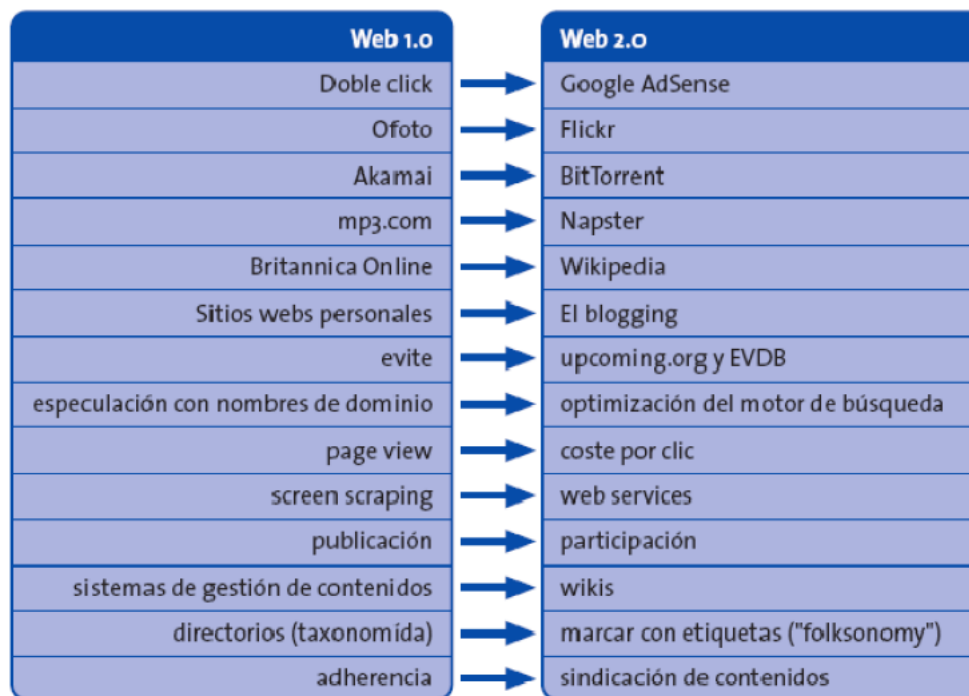 Web 1.0 Web 2.0
Doble click Google AdSense
Ofoto Flickr
Akamai BitTorrent
mp3.com Napster
Britannica Online Wikipedia
Sitios webs personales El blogging
evite upcoming.org y EVDB
especulación con nombres de dominio optimización del motor de búsqueda
page view coste por clic
screen scraping web services
publicación participación
sistemas de gestión de contenidos wikis
directorios (taxonomída) marcar con etiquetas ("folksonomy")
adherencia sindicación de contenidos